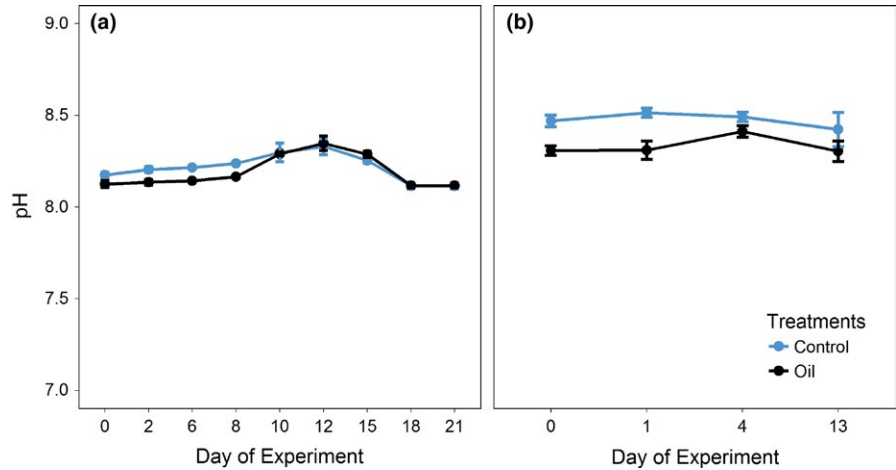 (a)
(b)
9.0
8.5
8.0
7.5
7.0
pH
0 2 6 8 10 12 15 18 21
Day of Experiment
0 1 4 13
Day of Experiment
Treatments
Control
Oil